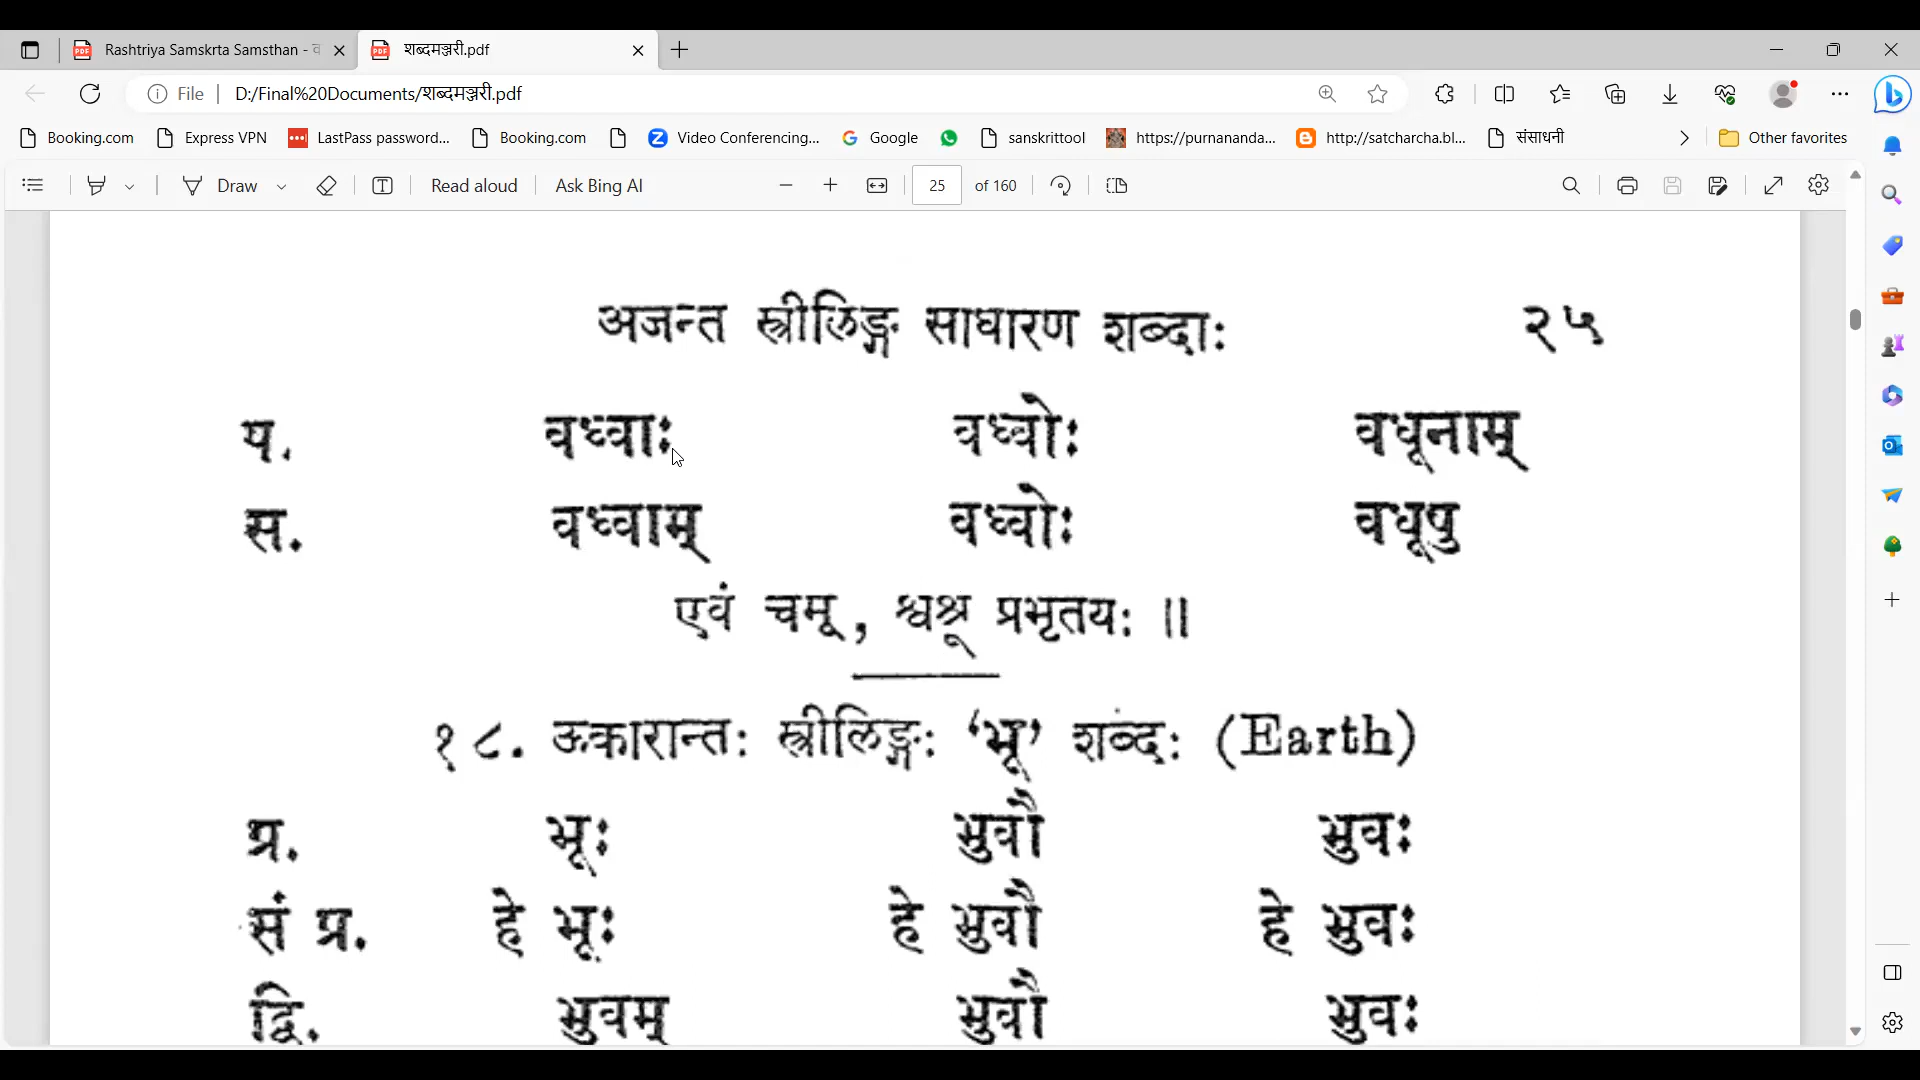 Rashtriya Samskrta Samsthan - व
शब्दमञ्जरी.pdf
File
D:/Final%20Documents/शब्दमञ्जरी.pdf
Booking.com
Express VPN
LastPass password...
Booking.com
Video Conferencing...
Google
sanskrittool
https://purnananda...
http://satcharcha.bl...
संसाधनी
Other favorites
Draw
Read aloud
Ask Bing AI
25 of 160
अजन्त स्त्रीलिङ्ग साधारण शब्दाः २५
ष. वध्वाः वध्वोः वधूनाम्
स. वध्वाम् वध्वोः वधूषु
एवं चमू, श्वश्रू प्रभृतयः ॥
१८. ऊकारान्तः स्त्रीलिङ्गः ‘भू’ शब्दः (Earth)
प्र. भूः भुवौ भुवः
सं प्र. हे भूः हे भुवौ हे भुवः
द्वि. भुवम् भुवौ भुवः